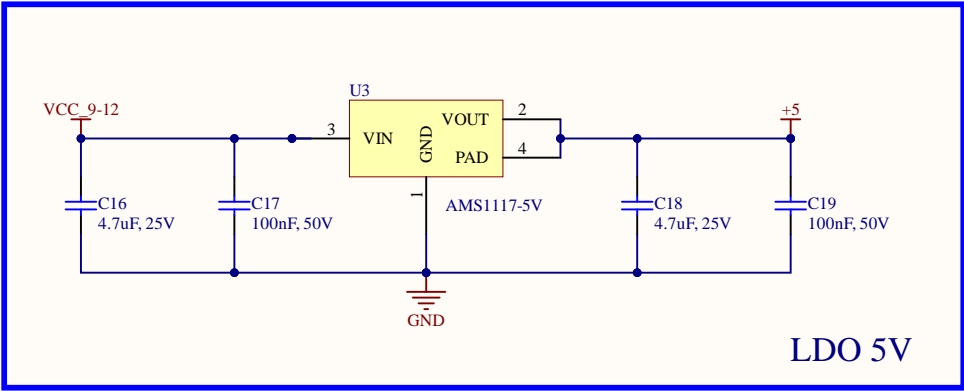 U3
VCC_9-12
3
VIN
GND
VOUT
2
PAD
4
+5
1
AMS1117-5V
C16
4.7uF, 25V
C17
100nF, 50V
C18
4.7uF, 25V
C19
100nF, 50V
GND
LDO 5V